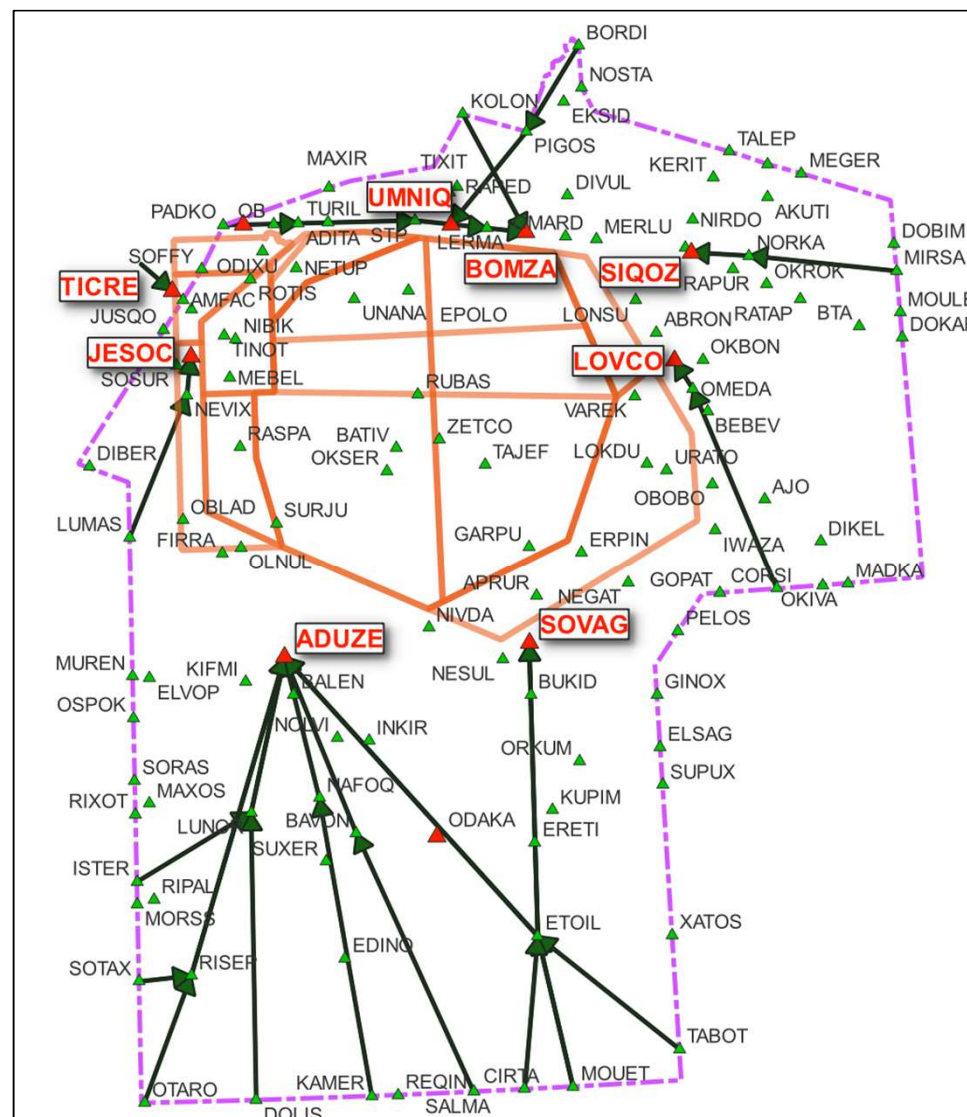 BORDI
NOSTA
KOLON
EKSID
PIGOS
TALEP
MAXIR
TIXIT
KERIT
MEGER
RAPED
DIVUL
UMNIQ
AKUTI
PADKO
OB
TURIL
MARD
MERLU
NIRDO
ADITA
STP
LERMA
DOBIM
NORKA
MIRSA
SOFFY
ODIXU
NETUP
BOMZA
SIQOZ
OKROK
TICRE
ROTIS
RAPUR
AMFAC
UNANA
EPOLO
LONSU
RATAP
BTA
MOULE
JUSQO
NIBIK
ABRON
DOKAR
JESOC
TINOT
LOVCO
OKBON
SOSUR
MEBEL
RUBAS
OMEDA
NEVIX
VAREK
BEBEV
RASPA
BATIV
ZETCO
OKSER
TAJEF
LOKDU
URATO
DIBER
OBOBO
AJO
LUMAS
OBLAD
SURJU
FIRRA
GARPU
ERPIN
IWAZA
DIKEL
OLNUL
APRUR
NEGAT
GOPAT
CORSI
MADKA
OKIVA
NIVDA
SOVAG
PELOS
ADUZE
MUREN
KIFMI
NESUL
ELVOP
BALEN
BUKID
GINOX
OSPOK
NOLVI
INKIR
ORKUM
ELSAG
SORAS
NAFOQ
SUPUX
RIXOT
MAXOS
KUPIM
LUNO
BAVON
ODAKA
ERETI
SUXER
ISTER
RIPAL
MORSS
ETOIL
XATOS
EDINO
SOTAX
RISEP
TABOT
KAMER
REQIN
CIRTA
MOUET
OTARO
DOLIS
SALMA